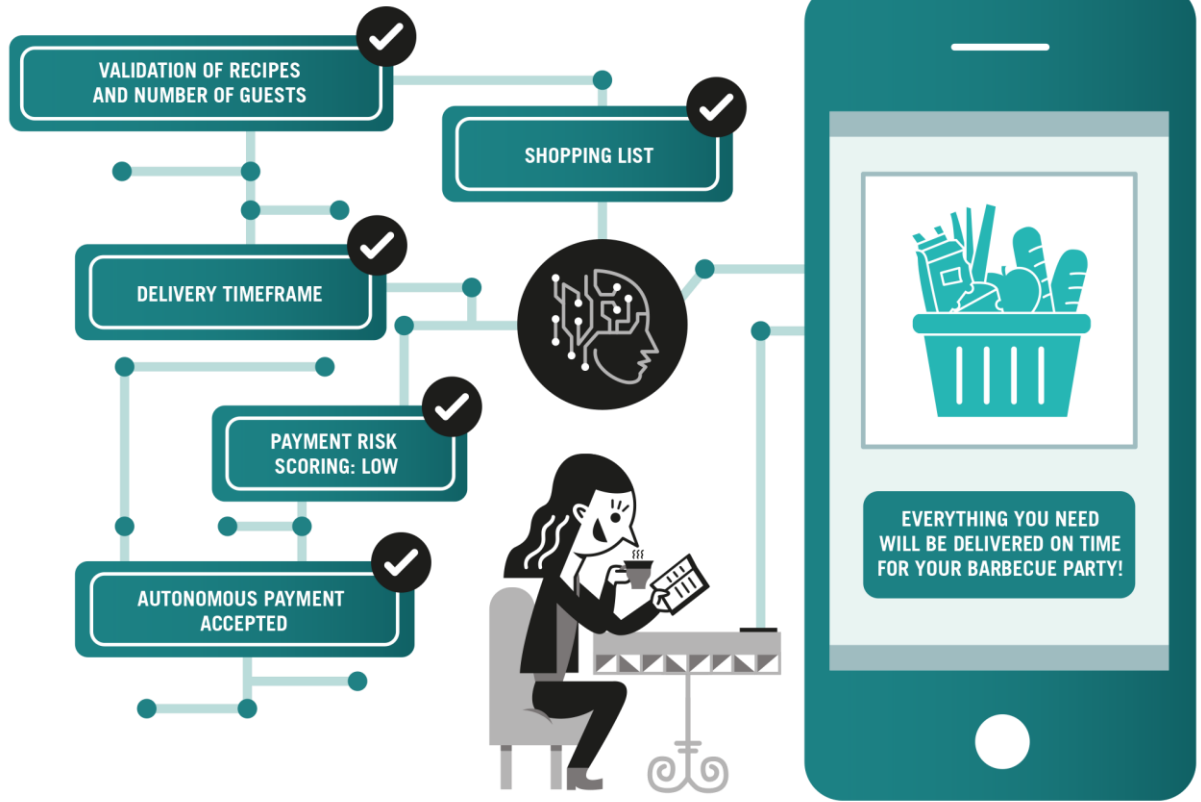 VALIDATION OF RECIPES
AND NUMBER OF GUESTS
SHOPPING LIST
DELIVERY TIMEFRAME
PAYMENT RISK
SCORING: LOW
AUTONOMOUS PAYMENT
ACCEPTED
EVERYTHING YOU NEED
WILL BE DELIVERED ON TIME
FOR YOUR BARBECUE PARTY!